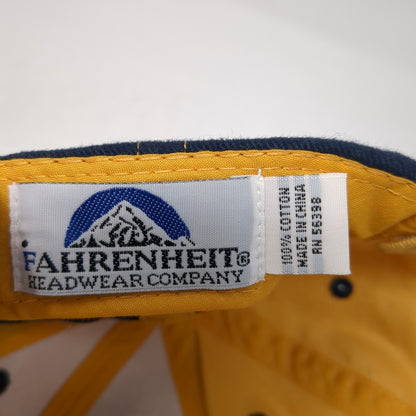 FAHRENHEIT®
HEADWEAR COMPANY
100% COTTON
MADE IN CHINA
RN 56398